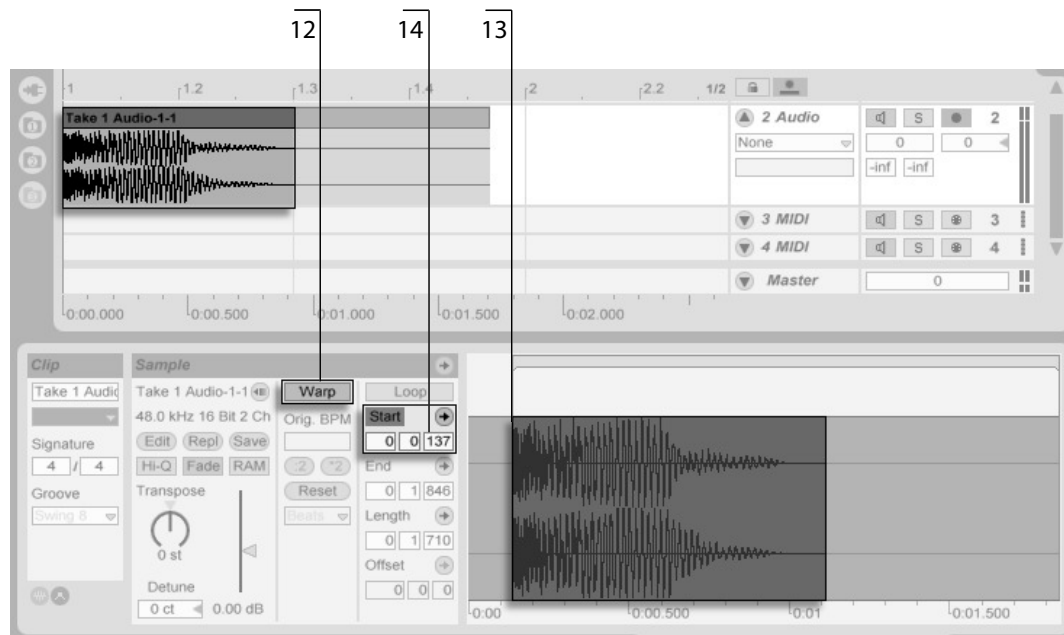 12 14 13
1 1.2 1.3 1.4 2 2.2 1/2
Take 1 Audio-1-1
2 Audio S 2
None 0 0
-inf -inf
3 MIDI S 3
4 MIDI S 4
Master 0
0:00.000 0:00.500 0:01.000 0:01.500 0:02.000
Clip Sample
Take 1 Audio Take 1 Audio-1-1 Warp Loop
48.0 kHz 16 Bit 2 Ch Orig. BPM Start
Signature Edit Repl Save 0 0 137
4 / 4 Hi-Q Fade RAM :2 *2 End
Groove Transpose Reset 0 1 846
Swing 8 Beats Length
0 st 0 1 710
Detune Offset
0 ct 0.00 dB 0 0 0
0:00 0:00.500 0:01 0:01.500